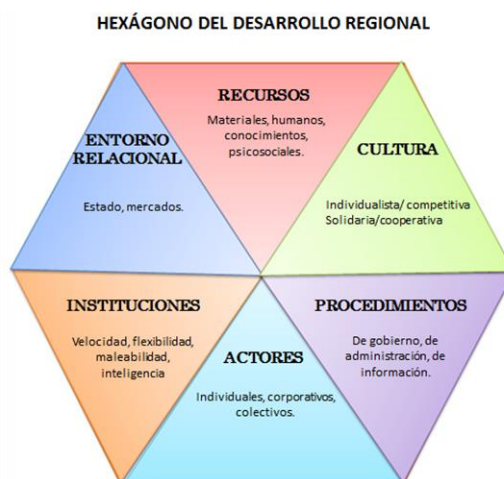 HEXÁGONO DEL DESARROLLO REGIONAL
RECURSOS
Materiales, humanos,
conocimientos,
psicosociales.
ENTORNO
RELACIONAL
Estado, mercados.
CULTURA
Individualista/ competitiva
Solidaria/cooperativa
INSTITUCIONES
Velocidad, flexibilidad,
maleabilidad,
inteligencia
ACTORES
Individuales, corporativos,
colectivos.
PROCEDIMIENTOS
De gobierno, de
administración, de
información.